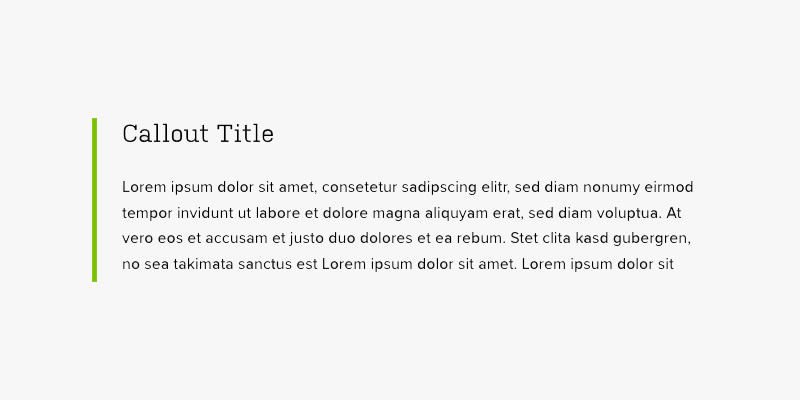 Callout Title
Lorem ipsum dolor sit amet, consetetur sadipscing elitr, sed diam nonumy eirmod
tempor invidunt ut labore et dolore magna aliquyam erat, sed diam voluptua. At
vero eos et accusam et justo duo dolores et ea rebum. Stet clita kasd gubergren,
no sea takimata sanctus est Lorem ipsum dolor sit amet. Lorem ipsum dolor sit